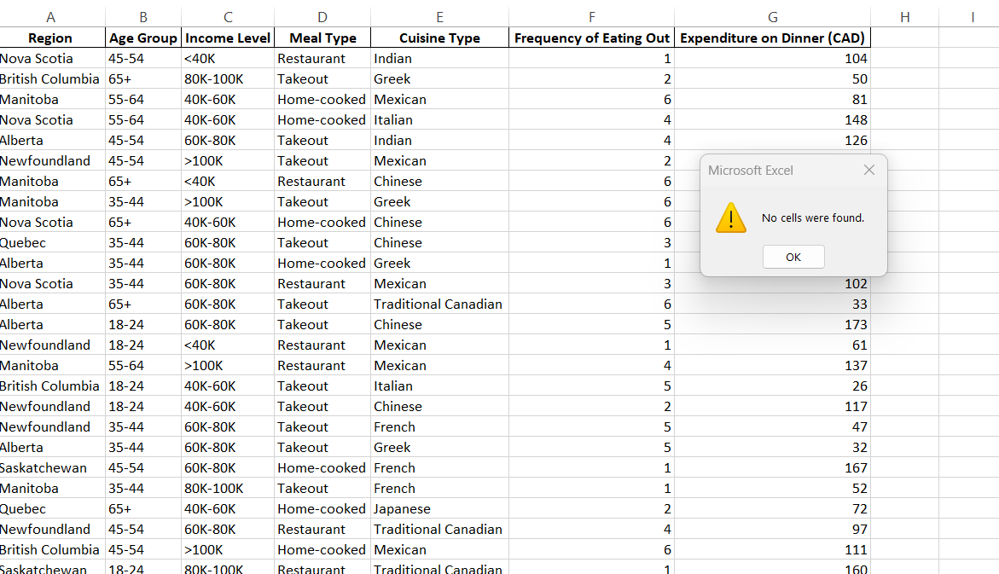 A B C D E F G H I
Region Age Group Income Level Meal Type Cuisine Type Frequency of Eating Out Expenditure on Dinner (CAD)
Nova Scotia 45-54 <40K Restaurant Indian 1 104
British Columbia 65+ 80K-100K Takeout Greek 2 50
Manitoba 55-64 40K-60K Home-cooked Mexican 6 81
Nova Scotia 55-64 40K-60K Home-cooked Italian 4 148
Alberta 45-54 60K-80K Takeout Indian 4 126
Newfoundland 45-54 >100K Takeout Mexican 2
Manitoba 65+ <40K Restaurant Chinese 6
Manitoba 35-44 >100K Takeout Greek 6
Nova Scotia 65+ 40K-60K Home-cooked Chinese 6
Quebec 35-44 60K-80K Takeout Chinese 3
Alberta 35-44 60K-80K Home-cooked Greek 1
Microsoft Excel
No cells were found.
OK
Nova Scotia 35-44 60K-80K Restaurant Mexican 3 102
Alberta 65+ 60K-80K Takeout Traditional Canadian 6 33
Alberta 18-24 60K-80K Takeout Chinese 5 173
Newfoundland 18-24 <40K Restaurant Mexican 1 61
Manitoba 55-64 >100K Restaurant Mexican 4 137
British Columbia 18-24 40K-60K Takeout Italian 5 26
Newfoundland 18-24 40K-60K Takeout Chinese 2 117
Newfoundland 35-44 60K-80K Takeout French 5 47
Alberta 35-44 60K-80K Takeout Greek 5 32
Saskatchewan 45-54 60K-80K Home-cooked French 1 167
Manitoba 35-44 80K-100K Takeout French 1 52
Quebec 65+ 40K-60K Home-cooked Japanese 2 72
Newfoundland 45-54 60K-80K Restaurant Traditional Canadian 4 97
British Columbia 45-54 >100K Home-cooked Mexican 6 111
Saskatchewan 18-24 80K-100K Restaurant Traditional Canadian 1 160